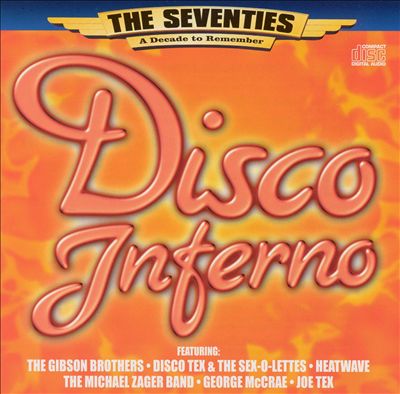 THE SEVENTIES
A Decade to Remember
COMPACT
disc
DIGITAL AUDIO
Disco
Inferno
FEATURING:
THE GIBSON BROTHERS • DISCO TEX & THE SEX-O-LETTES • HEATWAVE
THE MICHAEL ZAGER BAND • GEORGE McCRAE • JOE TEX